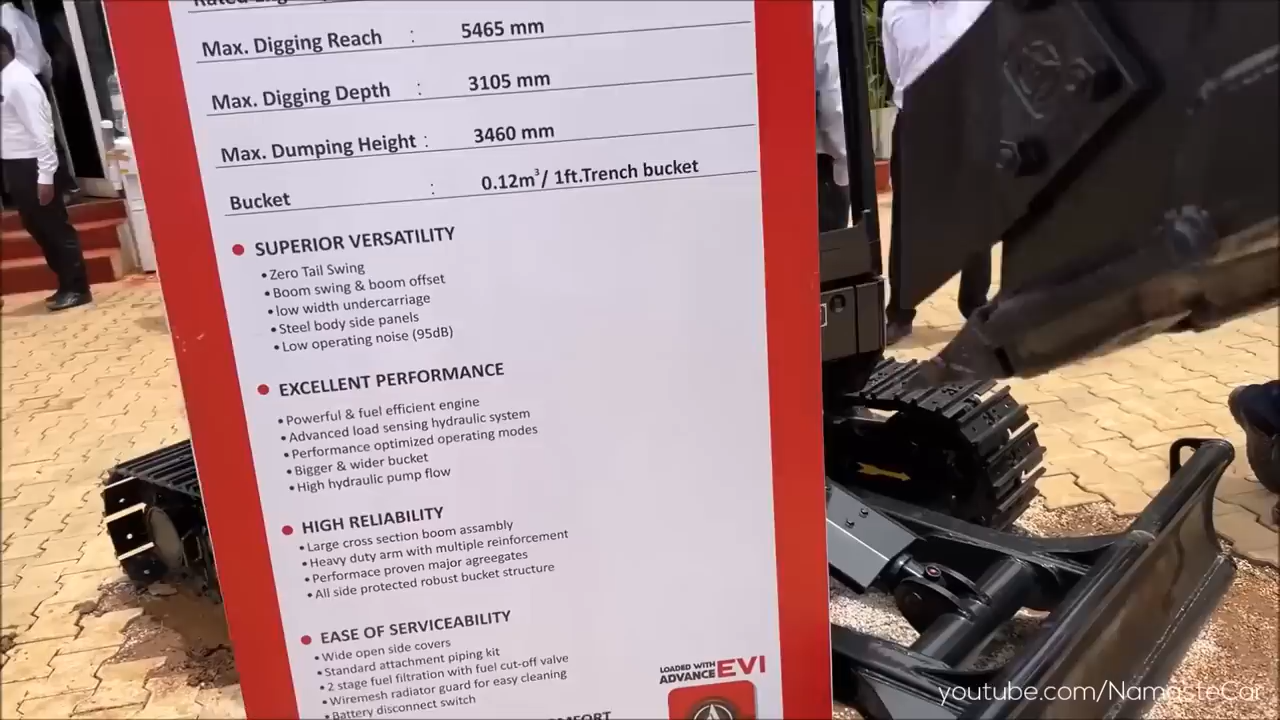 Max. Digging Reach : 5465 mm
Max. Digging Depth : 3105 mm
Max. Dumping Height : 3460 mm
Bucket : 0.12m³/ 1ft.Trench bucket
SUPERIOR VERSATILITY
• Zero Tail Swing
• Boom swing & boom offset
• low width undercarriage
• Steel body side panels
• Low operating noise (95dB)
EXCELLENT PERFORMANCE
• Powerful & fuel efficient engine
• Advanced load sensing hydraulic system
• Performance optimized operating modes
• Bigger & wider bucket
• High hydraulic pump flow
HIGH RELIABILITY
• Large cross section boom assembly
• Heavy duty arm with multiple reinforcement
• Performace proven major agreegates
• All side protected robust bucket structure
EASE OF SERVICEABILITY
• Wide open side covers
• Standard attachment piping kit
• 2 stage fuel filtration with fuel cut-off valve
• Wiremesh radiator guard for easy cleaning
• Battery disconnect switch
LOADED WITH
ADVANCE EVI
youtube.com/NamasteCar